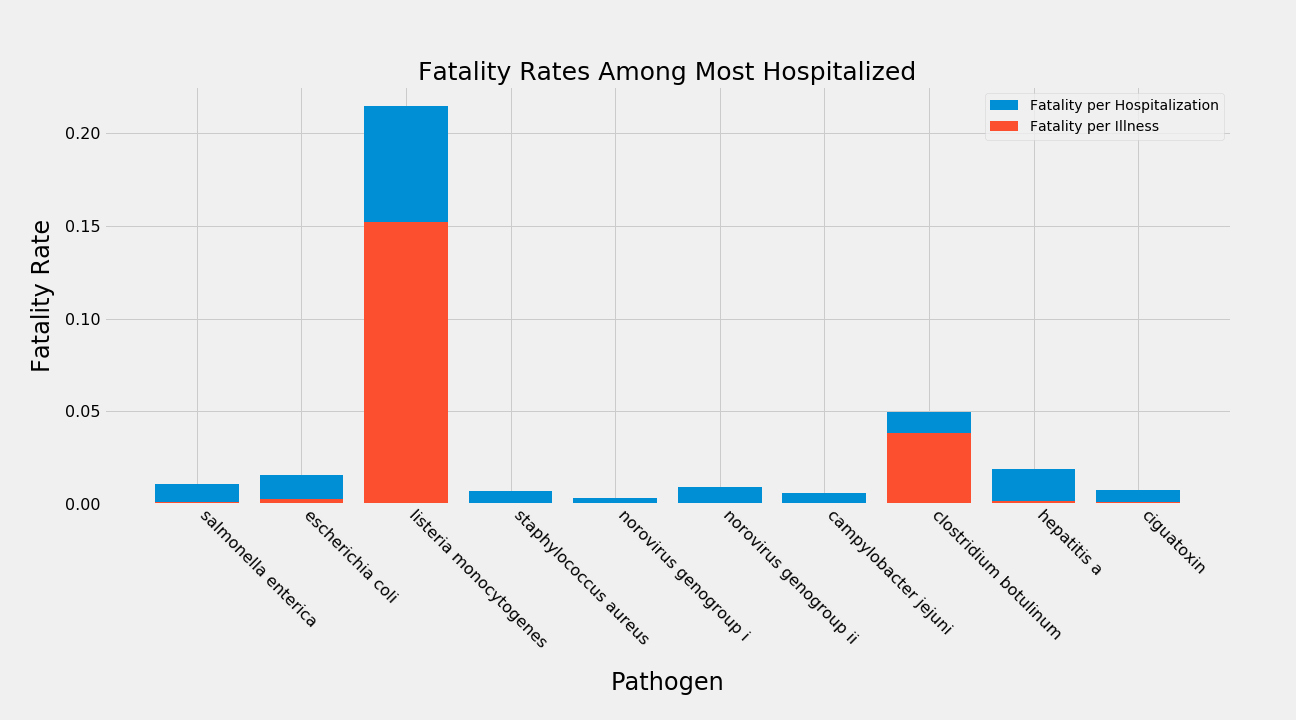 Fatality Rates Among Most Hospitalized
Fatality per Hospitalization
Fatality per Illness
Fatality Rate
0.20
0.15
0.10
0.05
0.00
salmonella enterica
escherichia coli
listeria monocytogenes
staphylococcus aureus
norovirus genogroup i
norovirus genogroup ii
campylobacter jejuni
clostridium botulinum
hepatitis a
ciguatoxin
Pathogen